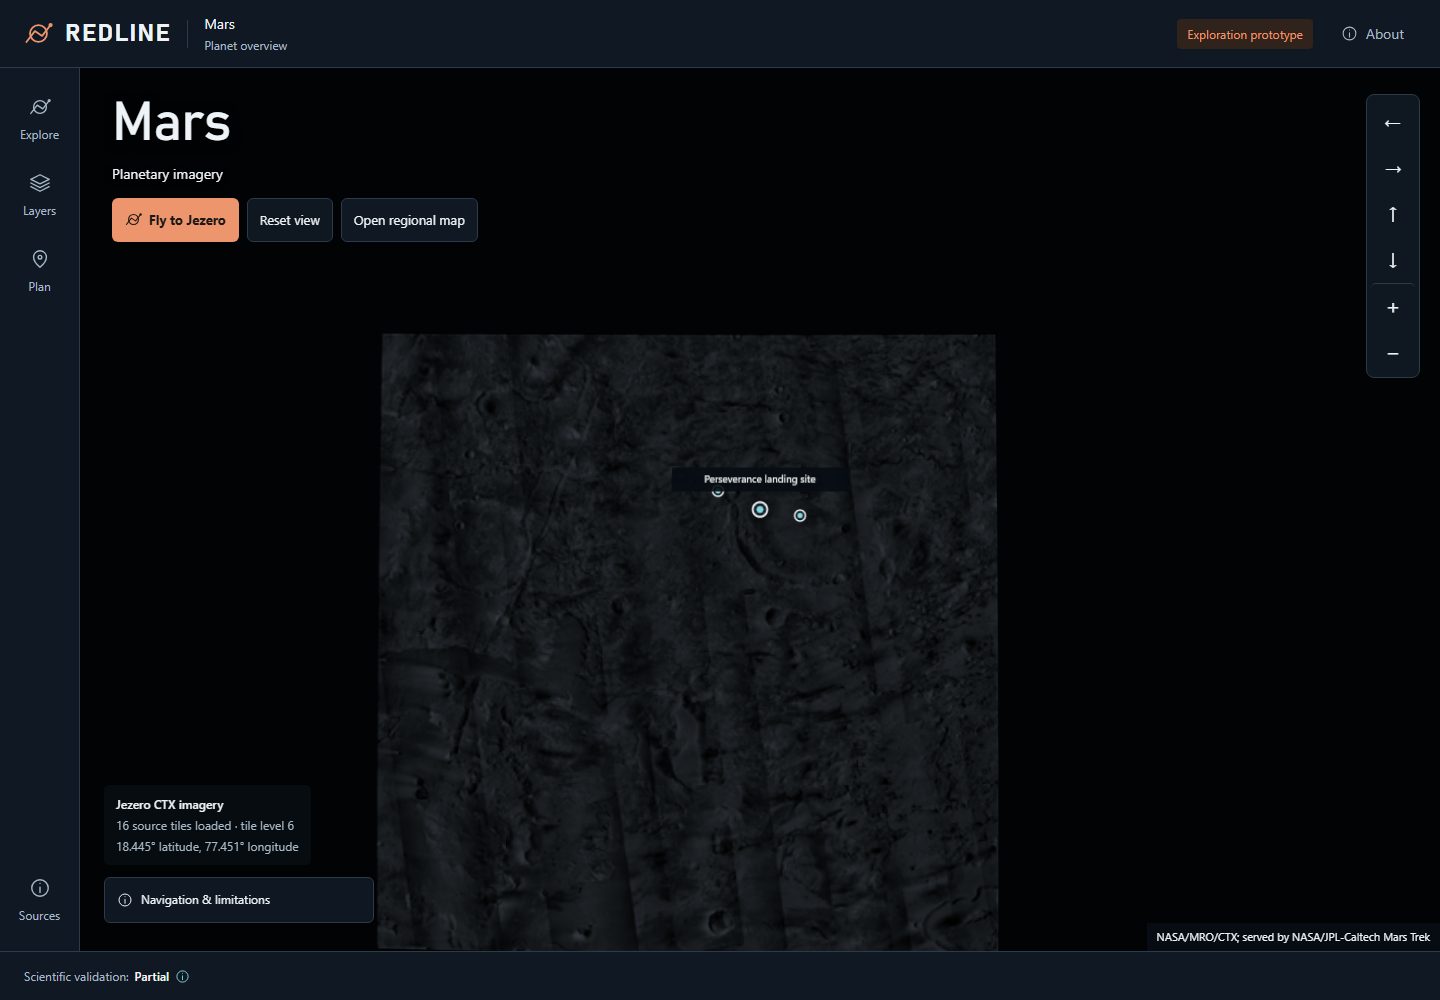 REDLINE
Mars
Planet overview
Exploration prototype
About
Explore
Layers
Plan
Sources
Mars
Planetary imagery
Fly to Jezero
Reset view
Open regional map
Perseverance landing site
Jezero CTX imagery
16 source tiles loaded · tile level 6
18.445° latitude, 77.451° longitude
Navigation & limitations
NASA/MRO/CTX; served by NASA/JPL-Caltech Mars Trek
Scientific validation: Partial